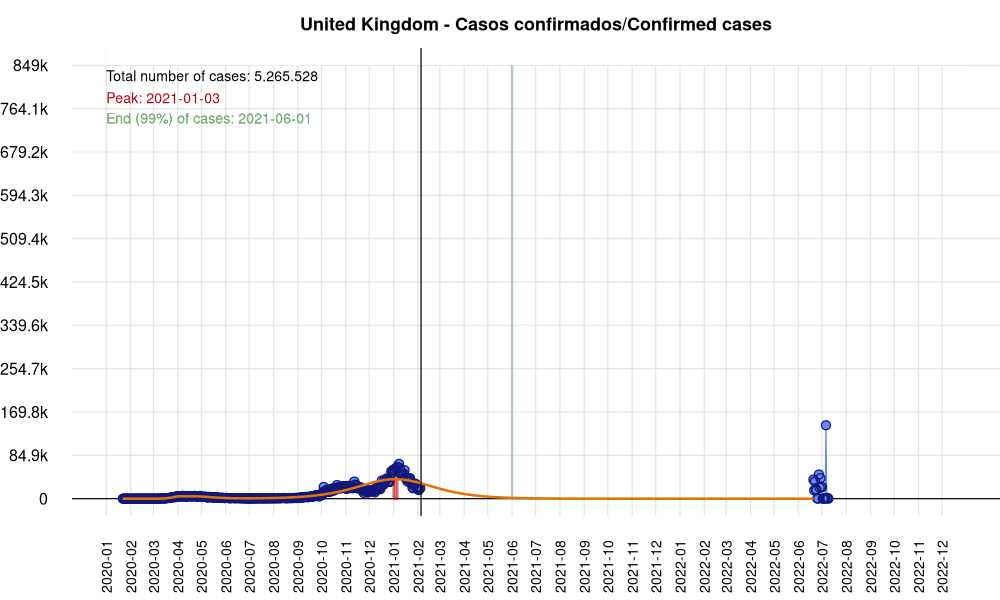 United Kingdom - Casos confirmados/Confirmed cases
849k
Total number of cases: 5.265.528
Peak: 2021-01-03
764.1k
End (99%) of cases: 2021-06-01
679.2k
594.3k
509.4k
424.5k
339.6k
254.7k
169.8k
84.9k
0
2020-01
2020-02
2020-03
2020-04
2020-05
2020-06
2020-07
2020-08
2020-09
2020-10
2020-11
2020-12
2021-01
2021-02
2021-03
2021-04
2021-05
2021-06
2021-07
2021-08
2021-10
2021-11
2021-12
2022-01
2022-02
2022-03
2022-04
2022-05
2022-06
2022-07
2022-08
2022-09
2022-10
2022-11
2022-12